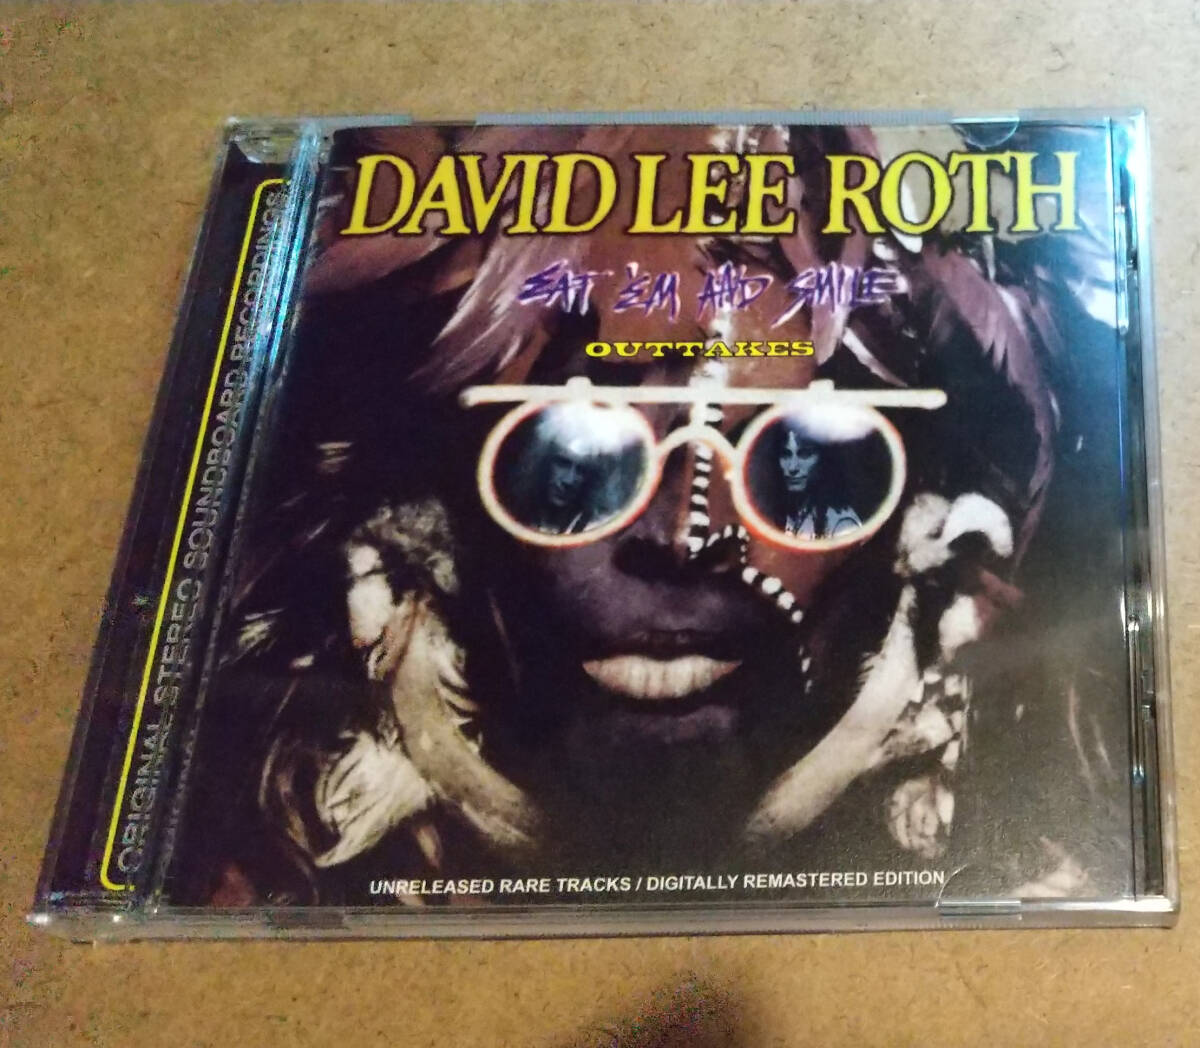 DAVID LEE ROTH
EAT 'EM AND SMILE
OUTTAKES
UNRELEASED RARE TRACKS / DIGITALLY REMASTERED EDITION
ORIGINAL STEREO SOUNDBOARD RECORDINGS